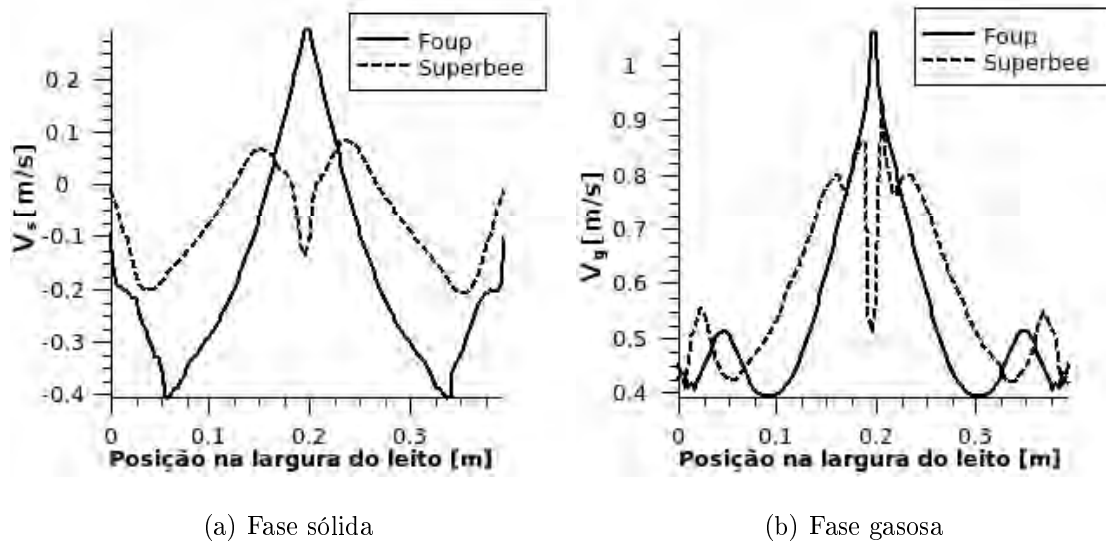 Foup
Superbee
V_s[m/s]
0.2
0.1
0
-0.1
-0.2
-0.3
-0.4
0 0.1 0.2 0.3
Posição na largura do leito [m]
(a) Fase sólida
Foup
Superbee
V_g[m/s]
1
0.9
0.8
0.7
0.6
0.5
0.4
0 0.1 0.2 0.3
Posição na largura do leito [m]
(b) Fase gasosa